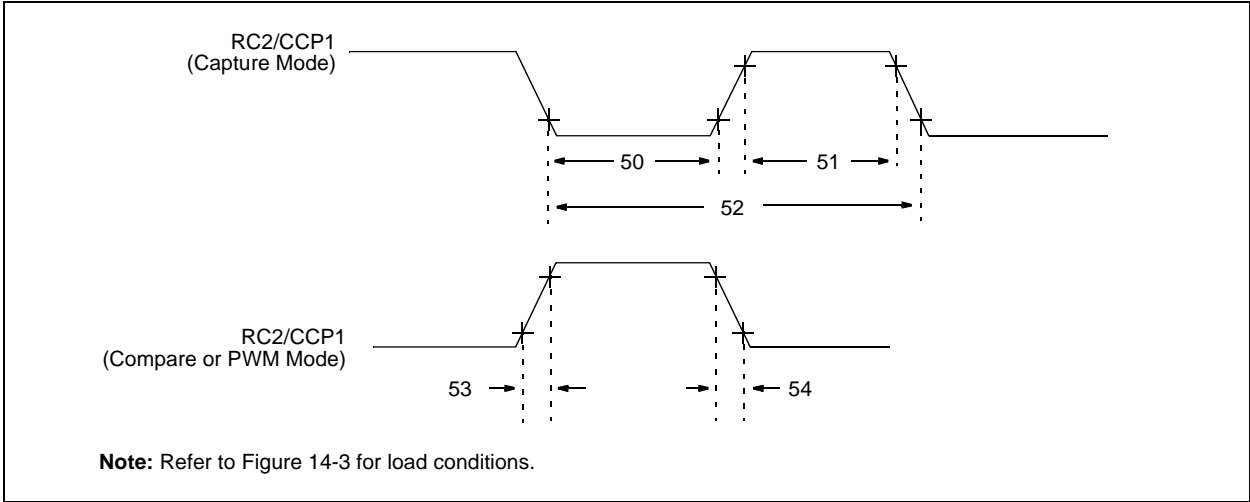 RC2/CCP1
(Capture Mode)
50
51
52
RC2/CCP1
(Compare or PWM Mode)
53
54
Note: Refer to Figure 14-3 for load conditions.